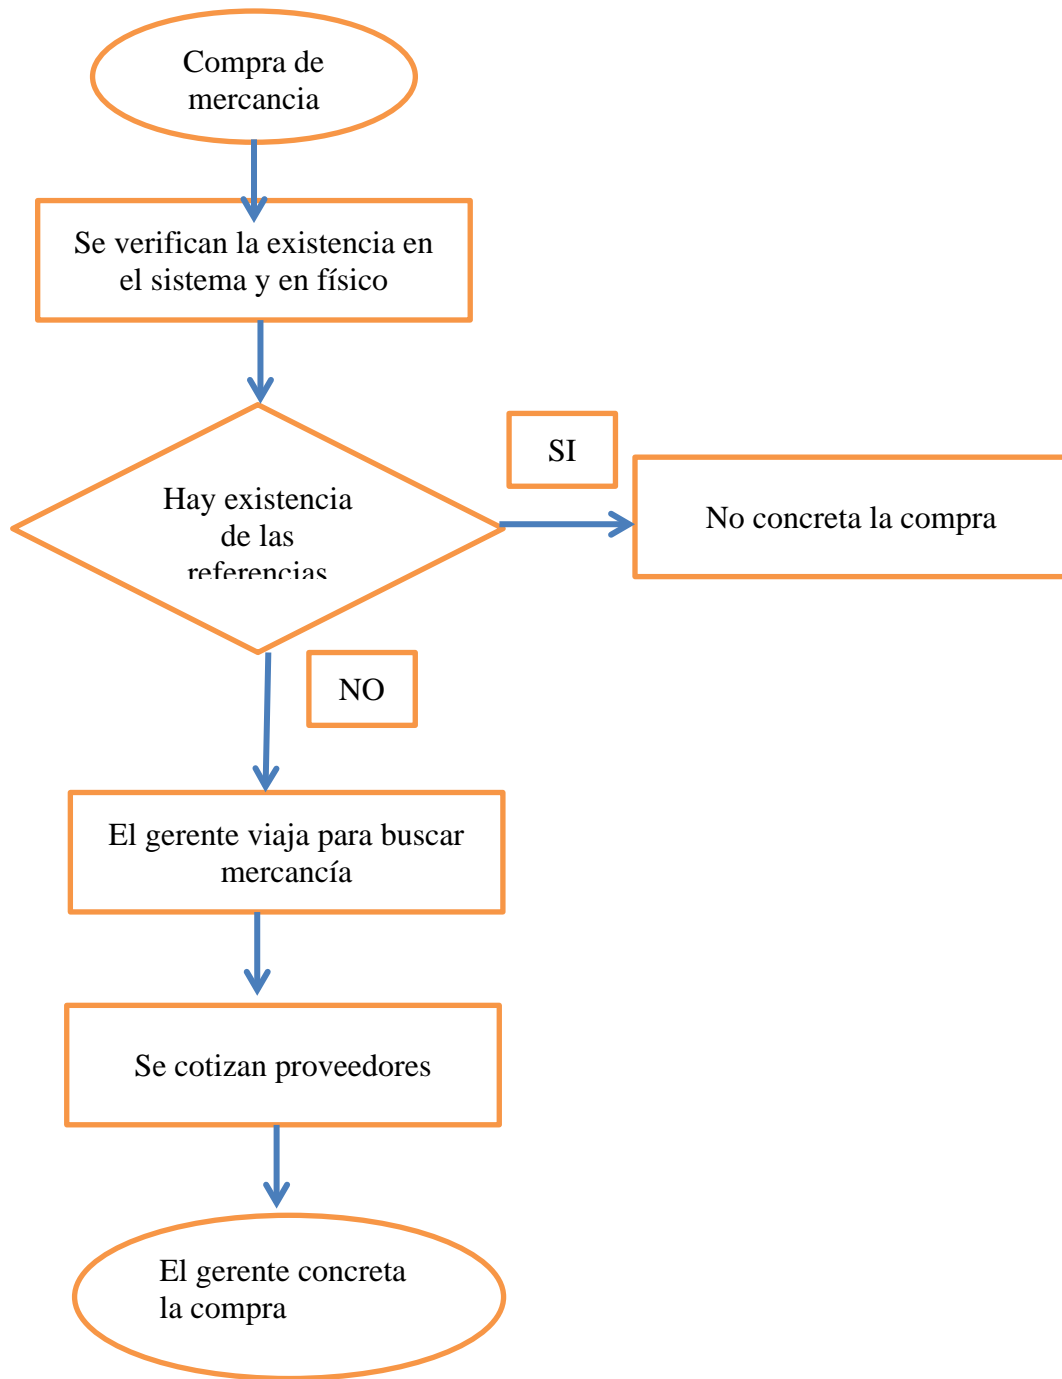 Compra de
mercancia
Se verifican la existencia en
el sistema y en físico
SI
Hay existencia
de las
referencias
No concreta la compra
NO
El gerente viaja para buscar
mercancía
Se cotizan proveedores
El gerente concreta
la compra